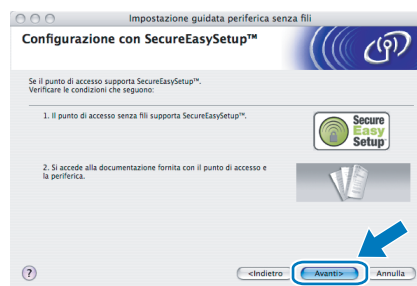 Impostazione guidata periferica senza fili
Configurazione con SecureEasySetup™
Se il punto di accesso supporta SecureEasySetup™.
Verificare le condizioni che seguono:
1. Il punto di accesso senza fili supporta SecureEasySetup™.
Secure
Easy
Setup
2. Si accede alla documentazione fornita con il punto di accesso e
la periferica.
?
<Indietro
Avanti>
Annulla